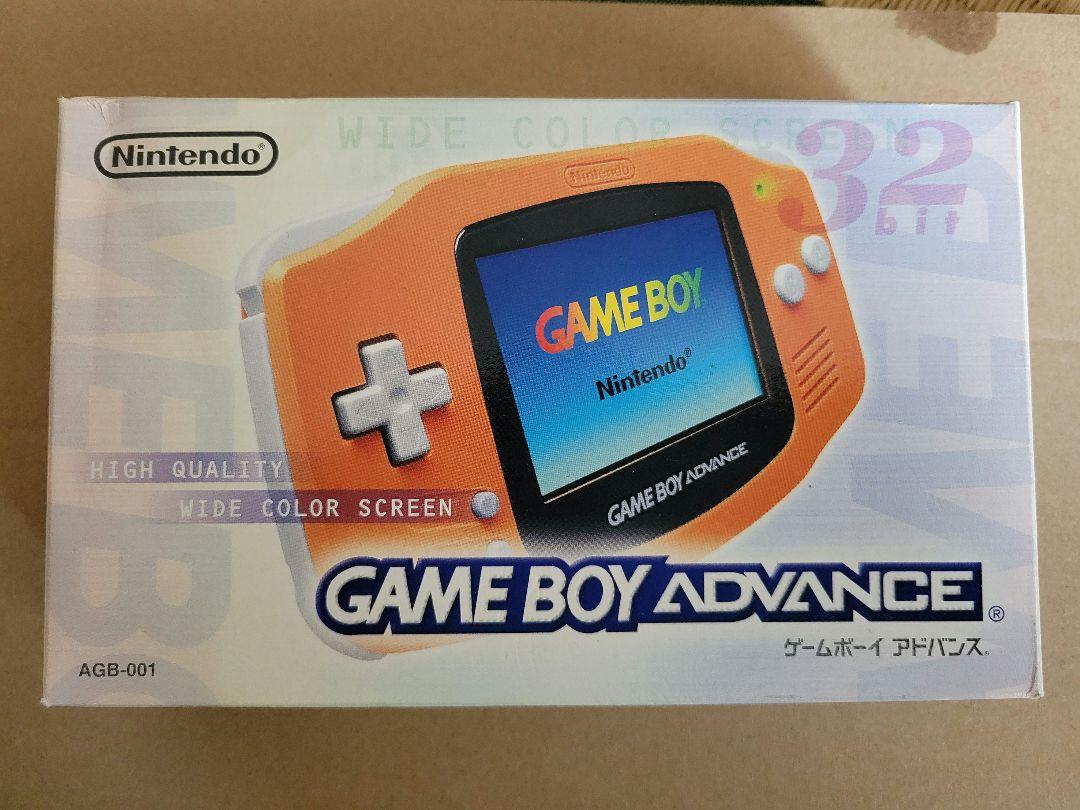 Nintendo®
WIDE COLOR SCREEN
32
bit
Nintendo
GAME BOY
Nintendo®
GAME BOY ADVANCE
HIGH QUALITY
WIDE COLOR SCREEN
GAME BOY ADVANCE®
ゲームボーイ アドバンス®
AGB-001